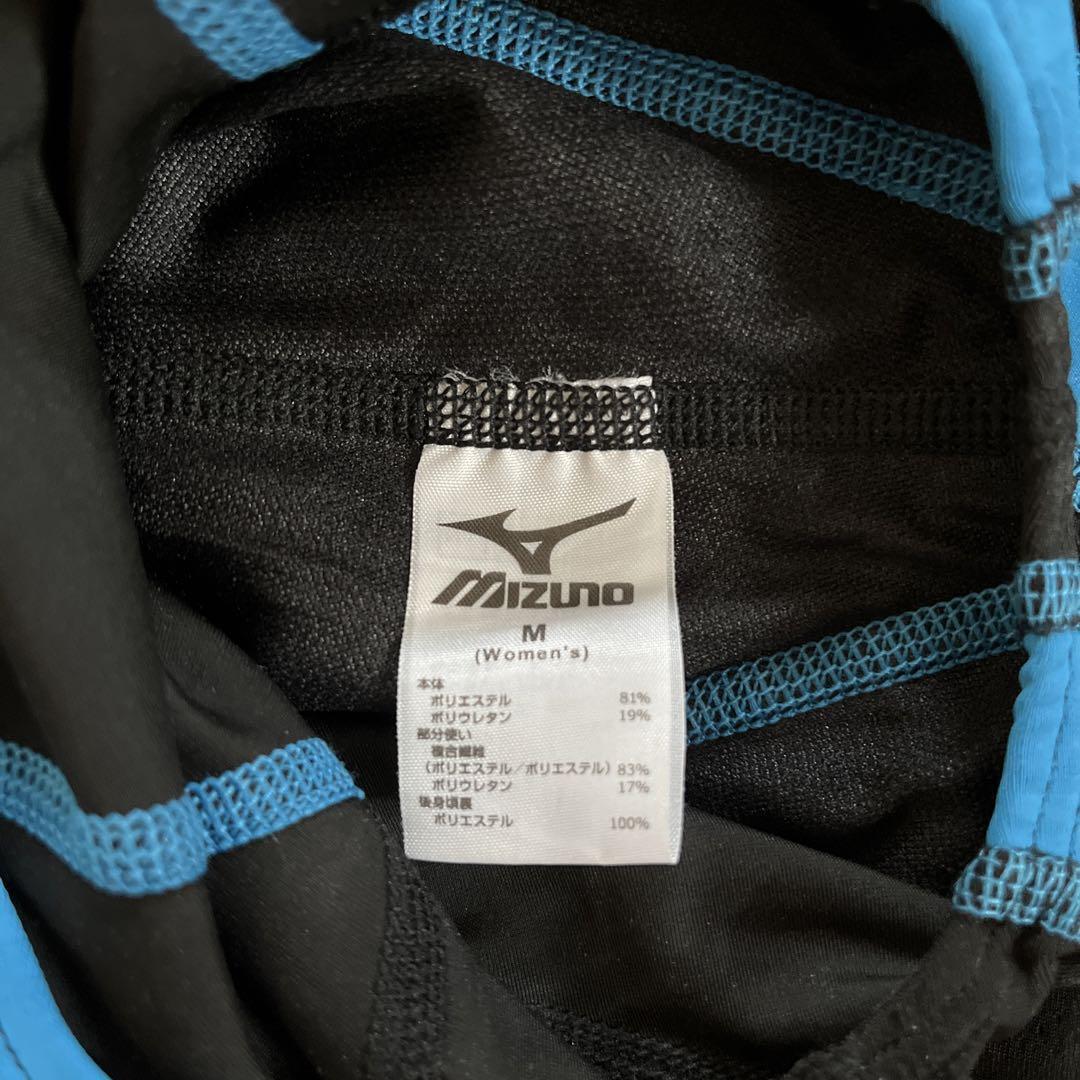 MIZUNO
M
(Women's)
本体
ポリエステル 81%
ポリウレタン 19%
部分使い
複合繊維
(ポリエステル/ポリエステル) 83%
ポリウレタン 17%
後身頃裏
ポリエステル 100%